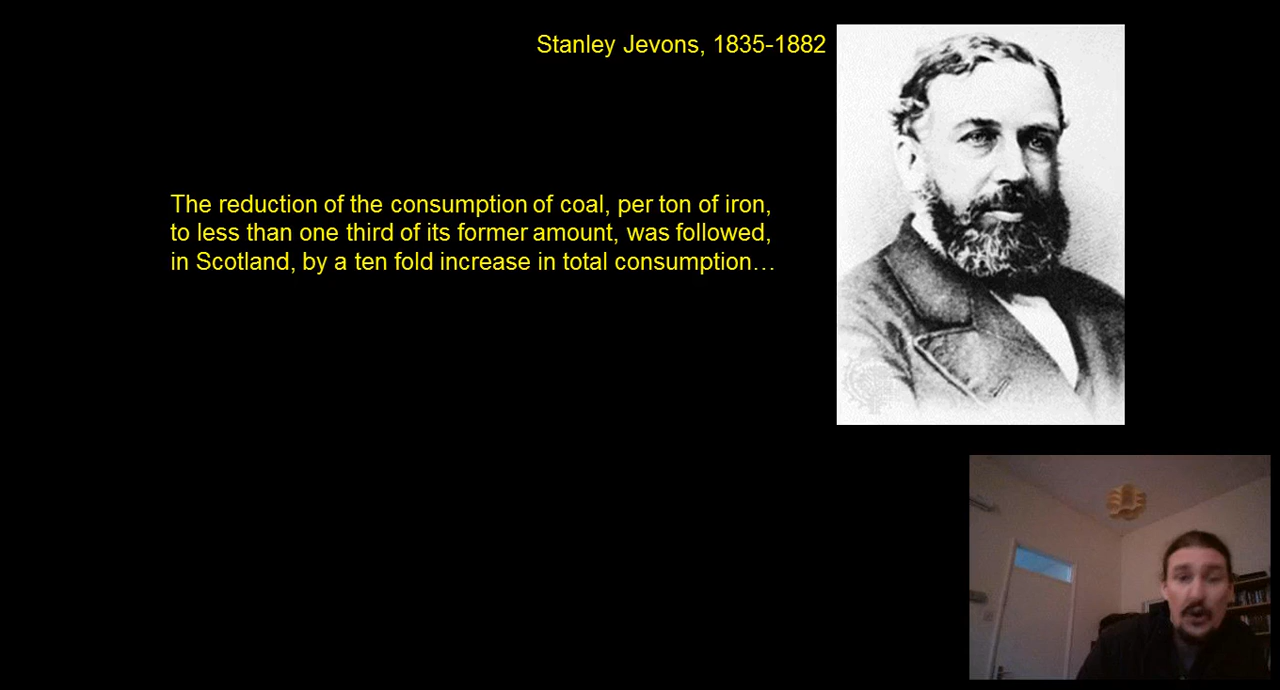 Stanley Jevons, 1835-1882
The reduction of the consumption of coal, per ton of iron,
to less than one third of its former amount, was followed,
in Scotland, by a ten fold increase in total consumption…